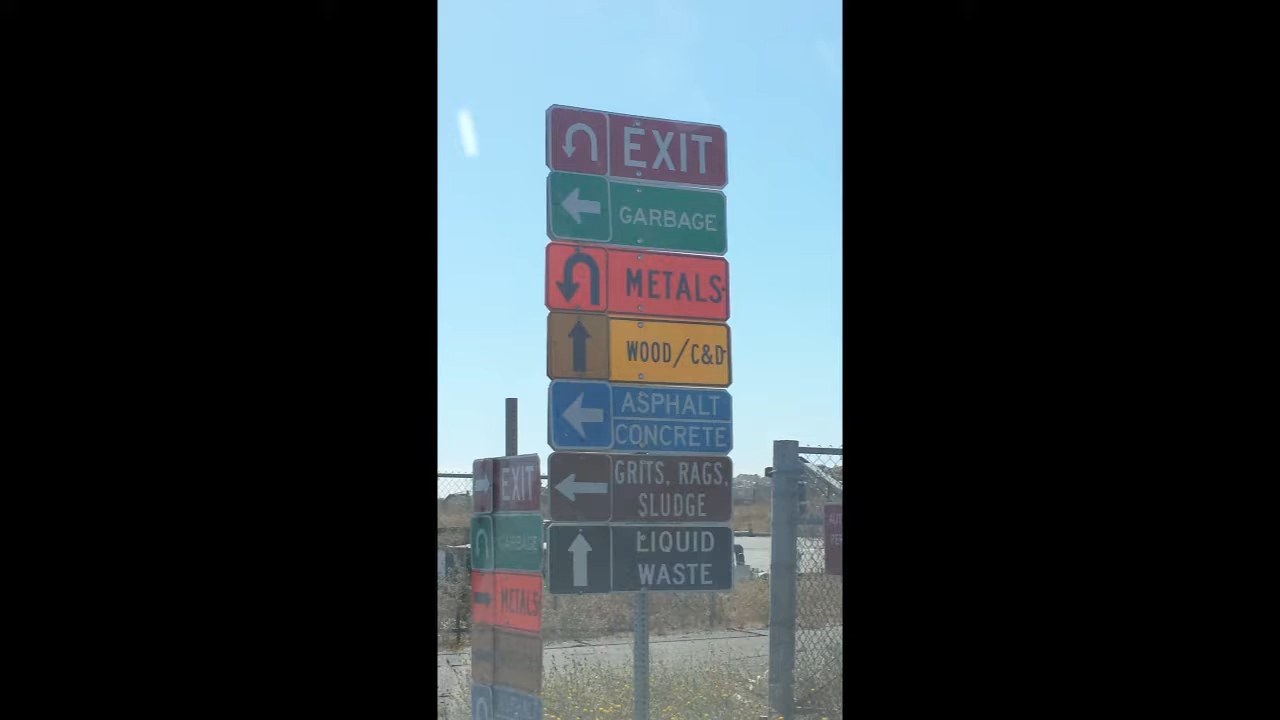 EXIT
GARBAGE
METALS
WOOD/C&D
ASPHALT
CONCRETE
GRITS, RAGS,
SLUDGE
LIQUID
WASTE
EXIT
GARBAGE
METALS